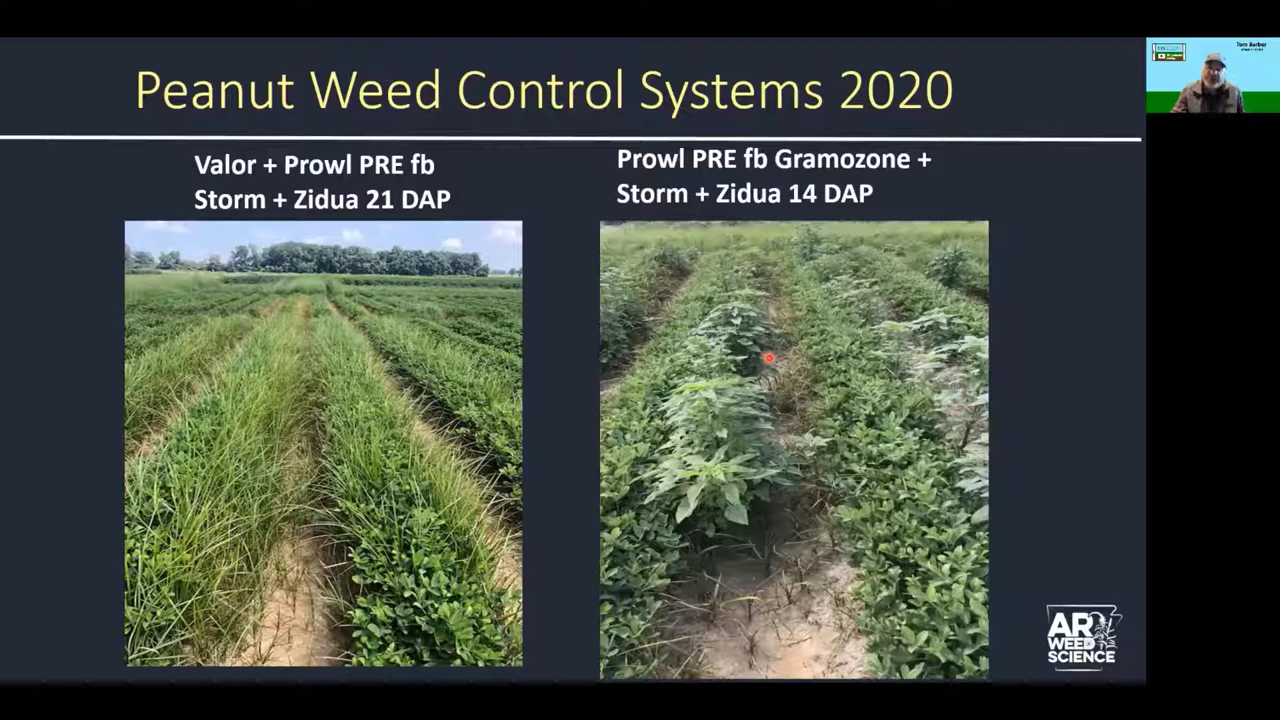 Peanut Weed Control Systems 2020
Valor + Prowl PRE fb
Storm + Zidua 21 DAP
Prowl PRE fb Gramozone +
Storm + Zidua 14 DAP
Tom Barber
AR
WEED
SCIENCE